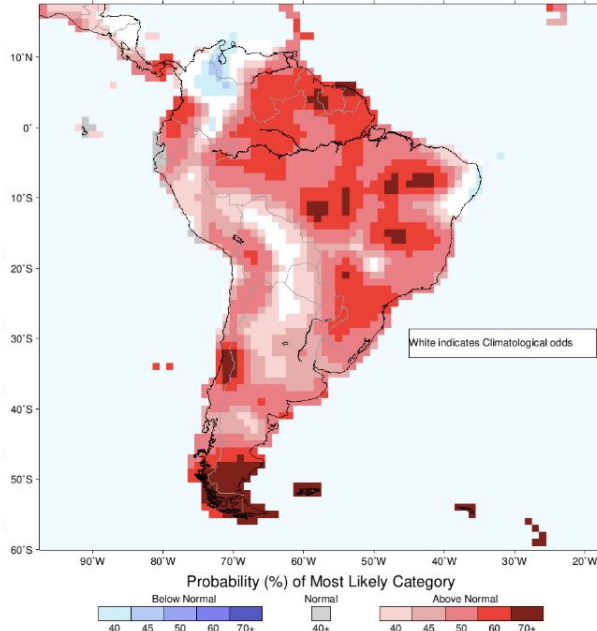 10°N
0°
10°S
20°S
30°S
40°S
50°S
60°S
White indicates Climatological odds
90°W 80°W 70°W 60°W 50°W 40°W 30°W 20°W
Probability (%) of Most Likely Category
Below Normal Normal Above Normal
40 45 50 60 70+ 40+ 40 45 50 60 70+